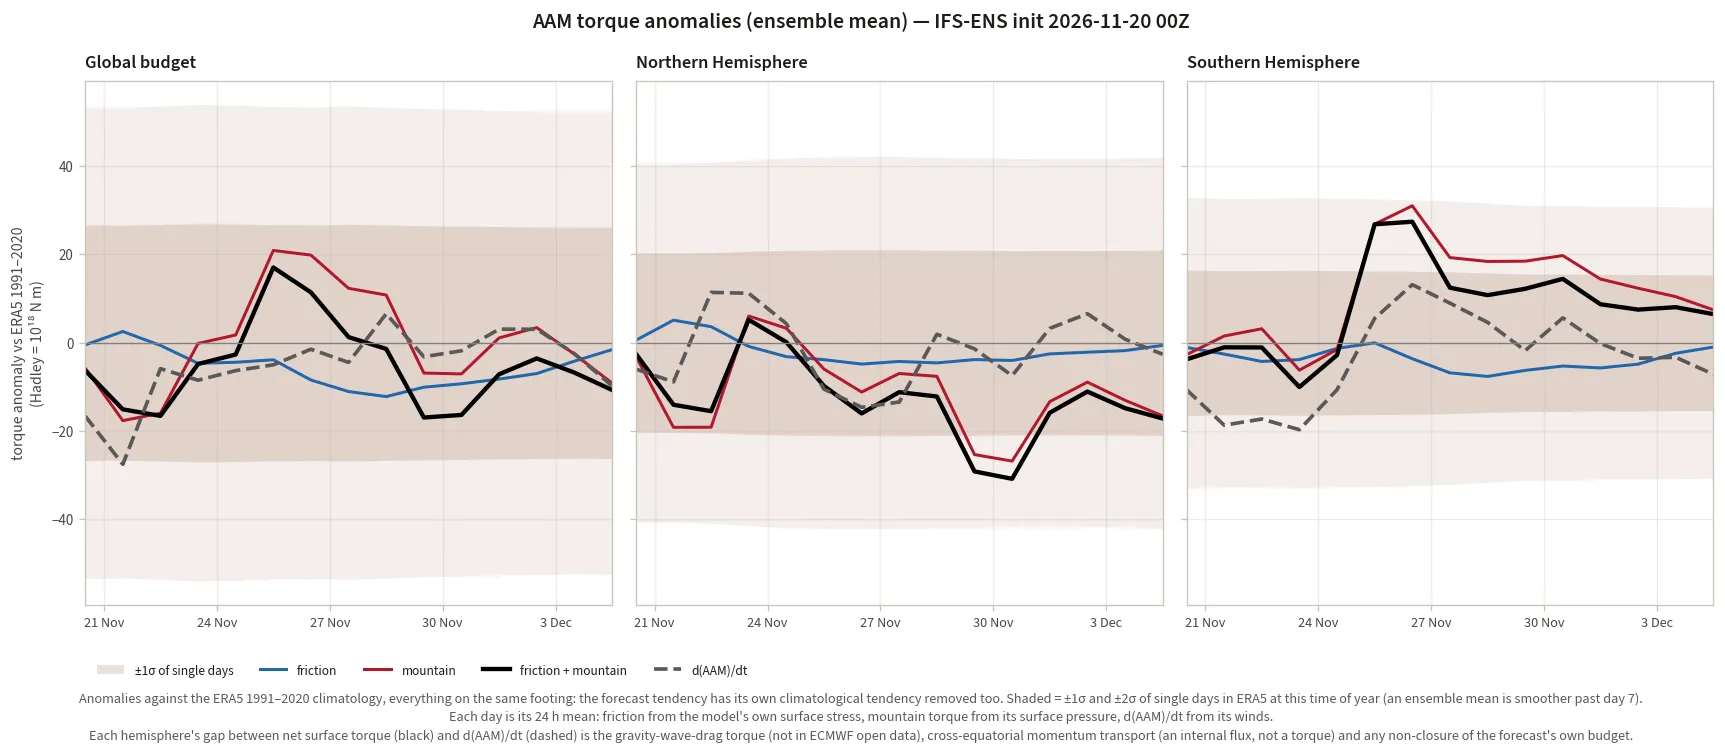 AAM torque anomalies (ensemble mean) — IFS-ENS init 2026-11-20 00Z
Global budget
Northern Hemisphere
Southern Hemisphere
torque anomaly vs ERA5 1991–2020
(Hadley = 10¹⁸ N m)
40
20
0
−20
−40
21 Nov 24 Nov 27 Nov 30 Nov 3 Dec
21 Nov 24 Nov 27 Nov 30 Nov 3 Dec
21 Nov 24 Nov 27 Nov 30 Nov 3 Dec
±1σ of single days friction mountain friction + mountain d(AAM)/dt
Anomalies against the ERA5 1991–2020 climatology, everything on the same footing: the forecast tendency has its own climatological tendency removed too. Shaded = ±1σ and ±2σ of single days in ERA5 at this time of year (an ensemble mean is smoother past day 7).
Each day is its 24 h mean: friction from the model's own surface stress, mountain torque from its surface pressure, d(AAM)/dt from its winds.
Each hemisphere's gap between net surface torque (black) and d(AAM)/dt (dashed) is the gravity-wave-drag torque (not in ECMWF open data), cross-equatorial momentum transport (an internal flux, not a torque) and any non-closure of the forecast's own budget.